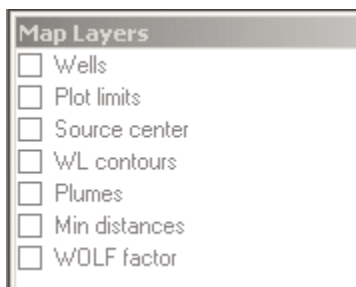 Map Layers
Wells
Plot limits
Source center
WL contours
Plumes
Min distances
WOLF factor